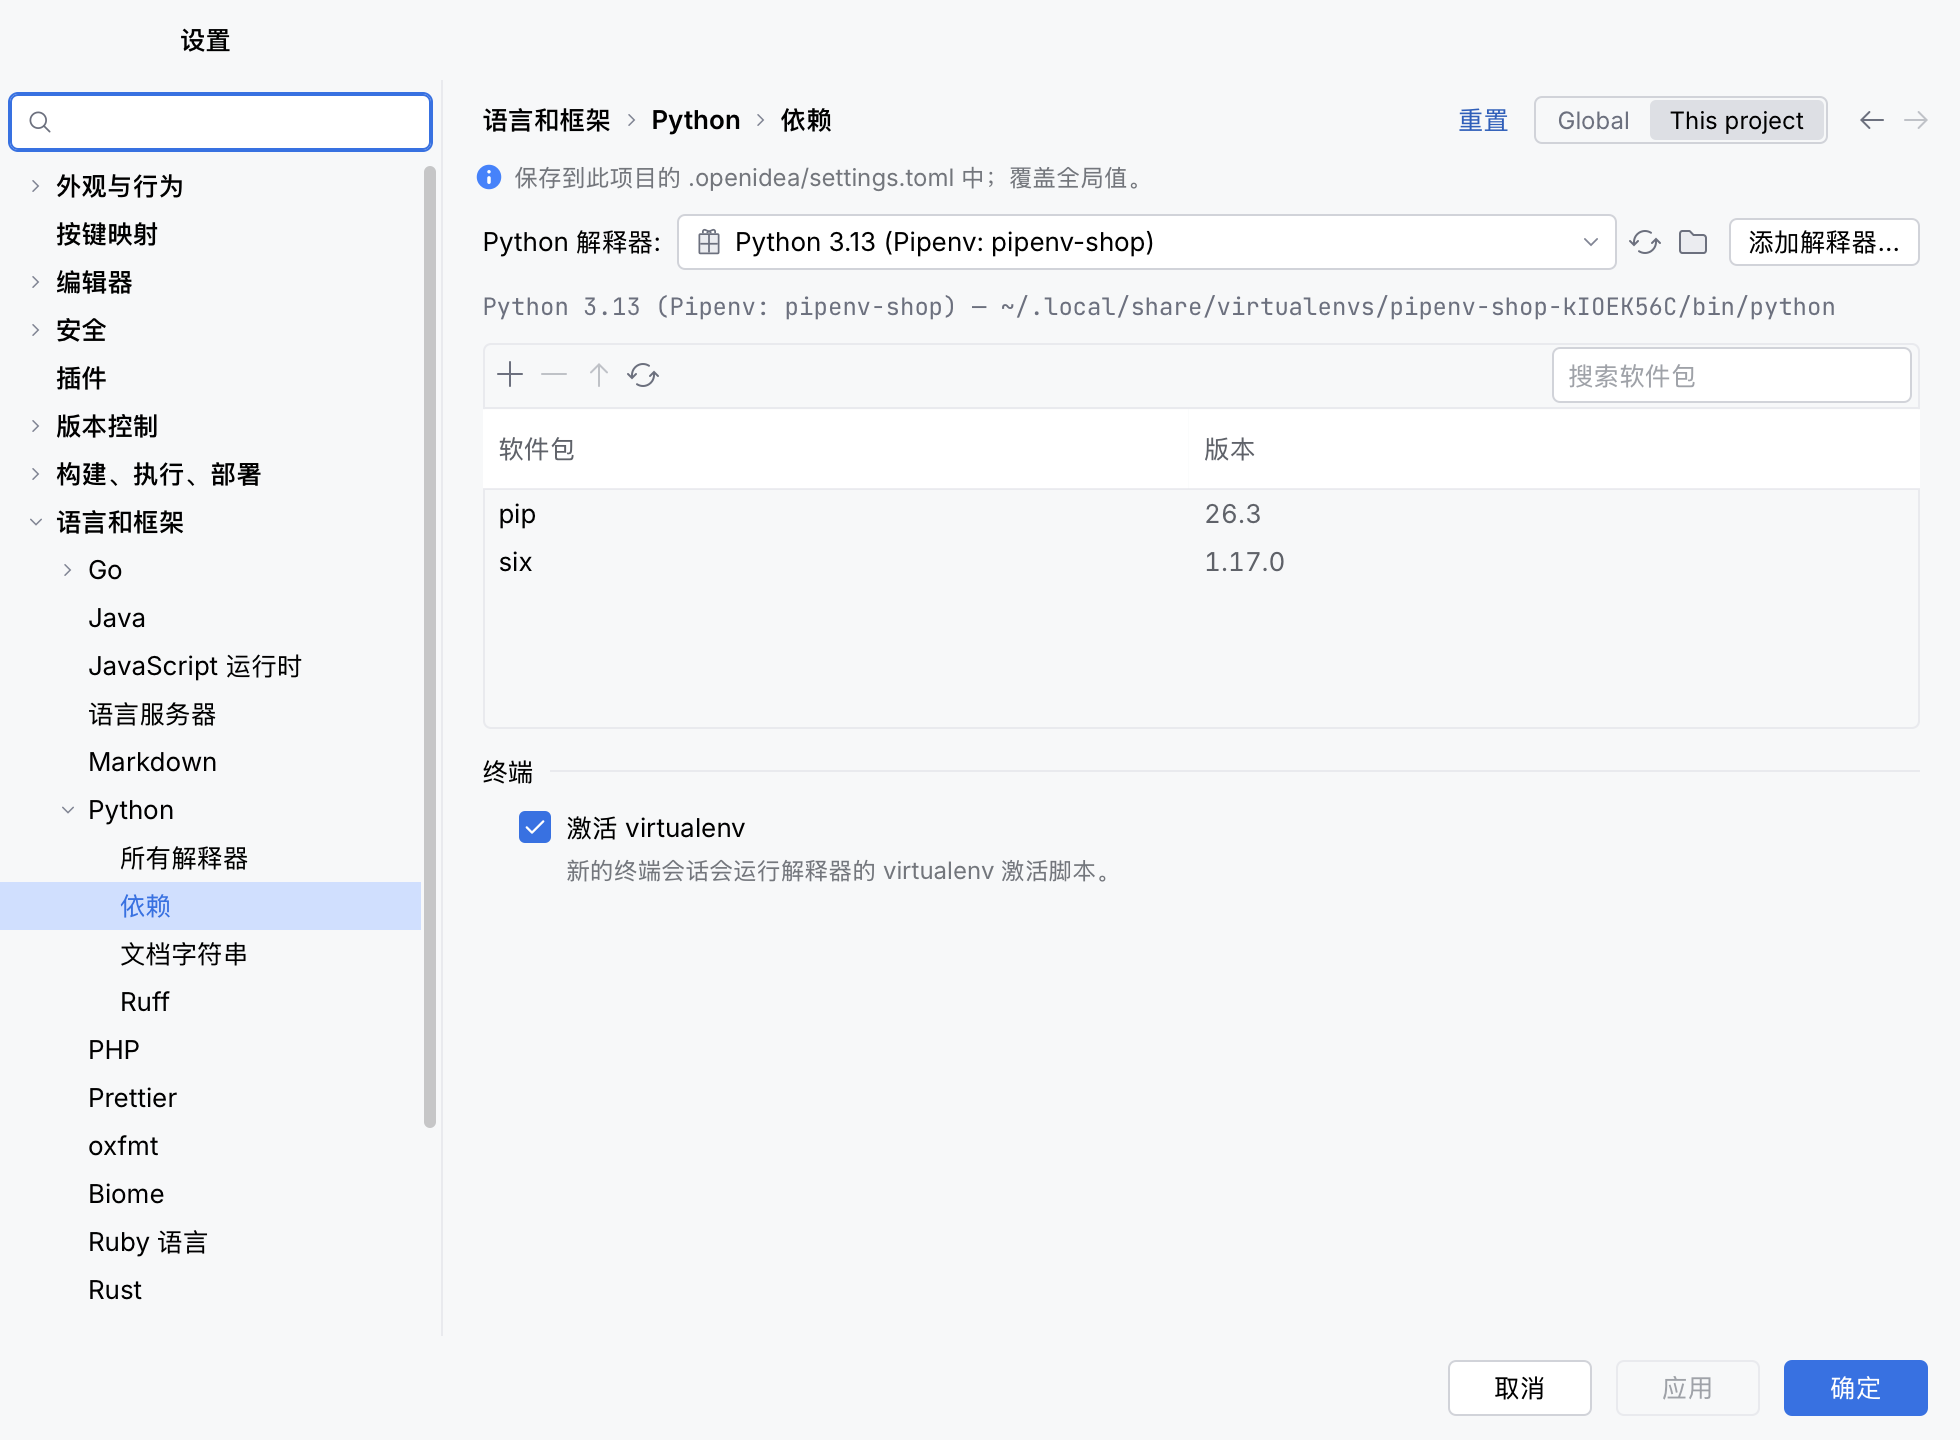 设置
语言和框架 › Python › 依赖
重置
Global
This project
保存到此项目的 .openidea/settings.toml 中；覆盖全局值。
Python 解释器:
Python 3.13 (Pipenv: pipenv-shop)
添加解释器...
Python 3.13 (Pipenv: pipenv-shop) — ~/.local/share/virtualenvs/pipenv-shop-kIOEK56C/bin/python
搜索软件包
软件包 版本
pip 26.3
six 1.17.0
终端
激活 virtualenv
新的终端会话会运行解释器的 virtualenv 激活脚本。
外观与行为
按键映射
编辑器
安全
插件
版本控制
构建、执行、部署
语言和框架
Go
Java
JavaScript 运行时
语言服务器
Markdown
Python
所有解释器
依赖
文档字符串
Ruff
PHP
Prettier
oxfmt
Biome
Ruby 语言
Rust
取消
应用
确定